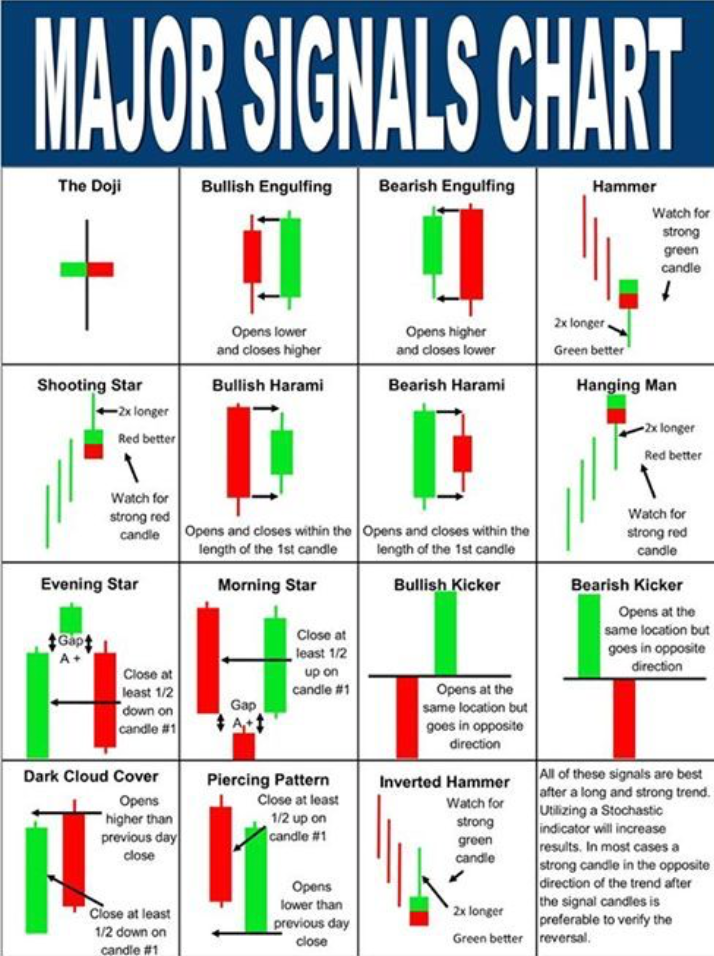 MAJOR SIGNALS CHART
The Doji
Bullish Engulfing
Opens lower
and closes higher
Bearish Engulfing
Opens higher
and closes lower
Hammer
Watch for
strong
green
candle
2x longer
Green better
Shooting Star
2x longer
Red better
Watch for
strong red
candle
Bullish Harami
Opens and closes within the
length of the 1st candle
Bearish Harami
Opens and closes within the
length of the 1st candle
Hanging Man
2x longer
Red better
Watch for
strong red
candle
Evening Star
Gap
A +
Close at
least 1/2
down on
candle #1
Morning Star
Close at
least 1/2
up on
candle #1
Gap
A +
Bullish Kicker
Opens at the
same location but
goes in opposite
direction
Bearish Kicker
Opens at the
same location but
goes in opposite
direction
Dark Cloud Cover
Opens
higher than
previous day
close
Close at least
1/2 down on
candle #1
Piercing Pattern
Close at least
1/2 up on
candle #1
Opens
lower than
previous day
close
Inverted Hammer
Watch for
strong
green
candle
2x longer
Green better
All of these signals are best
after a long and strong trend.
Utilizing a Stochastic
indicator will increase
results. In most cases a
strong candle in the opposite
direction of the trend after
the signal candles is
preferable to verify the
reversal.